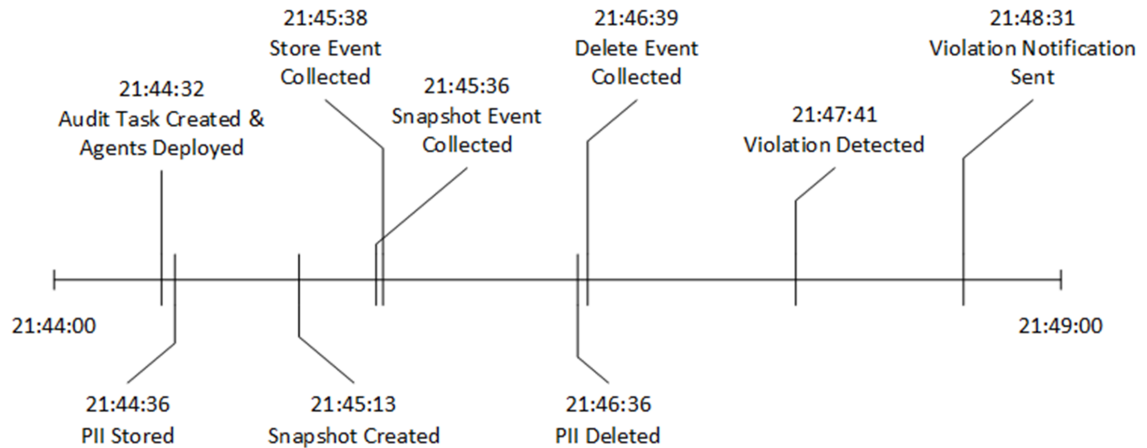 21:45:38
Store Event
Collected
21:46:39
Delete Event
Collected
21:48:31
Violation Notification
Sent
21:44:32
Audit Task Created &
Agents Deployed
21:45:36
Snapshot Event
Collected
21:47:41
Violation Detected
21:44:00
21:49:00
21:44:36
PII Stored
21:45:13
Snapshot Created
21:46:36
PII Deleted